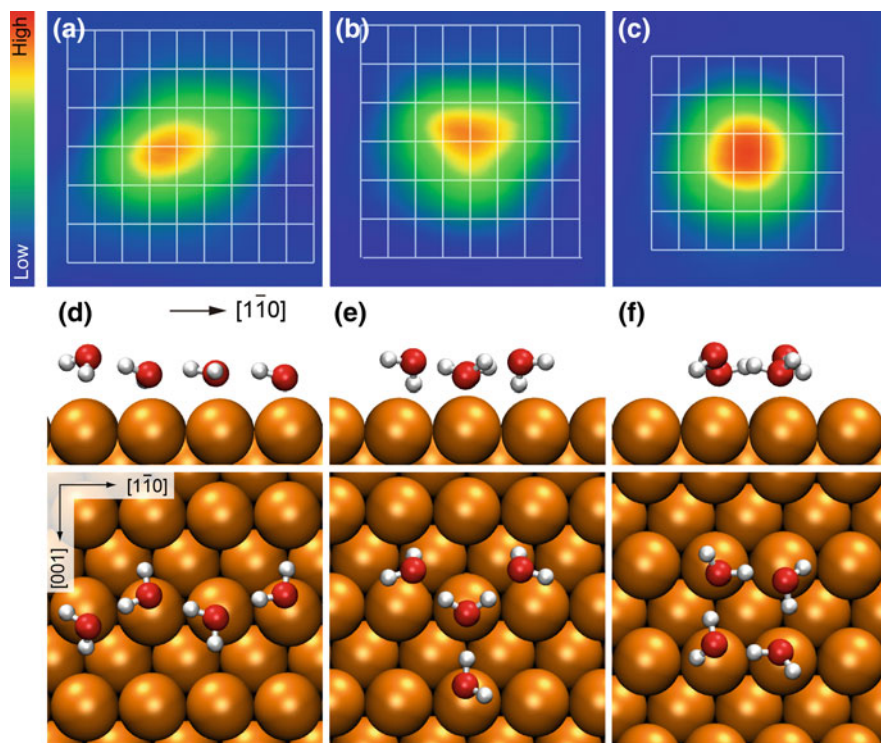 High
Low
(a)
(b)
(c)
(d)
[11̄0]
(e)
(f)
[11̄0]
[001]